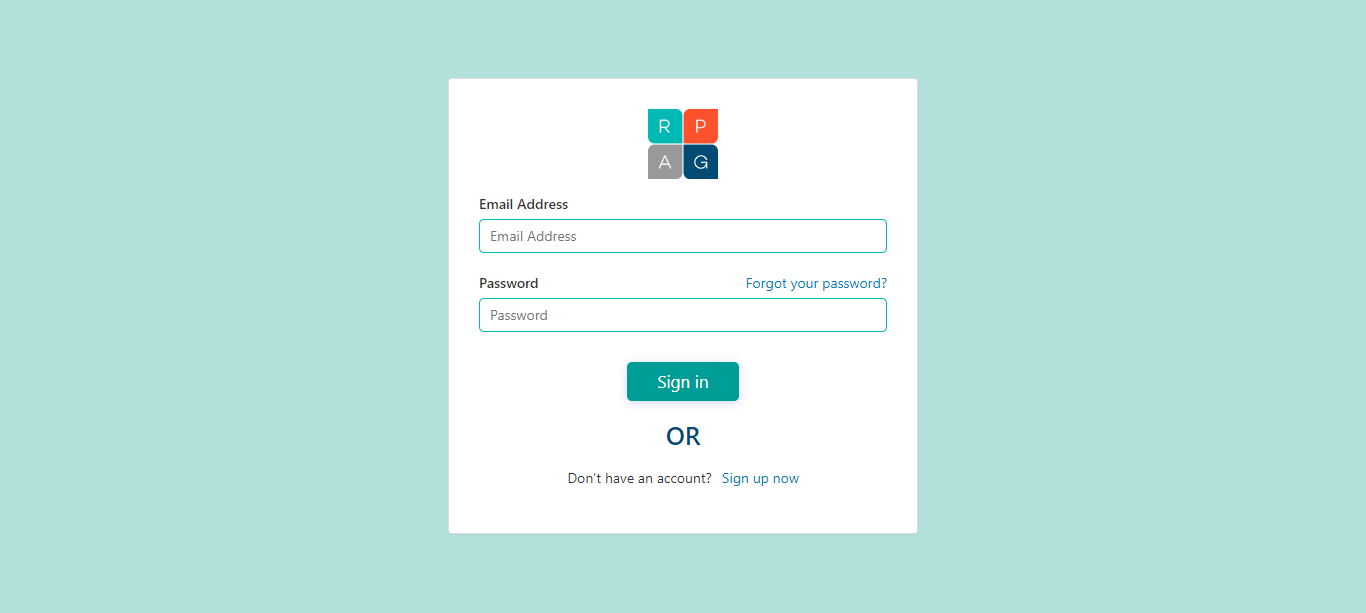 R P
A G
Email Address
Email Address
Password Forgot your password?
Password
Sign in
OR
Don't have an account? Sign up now